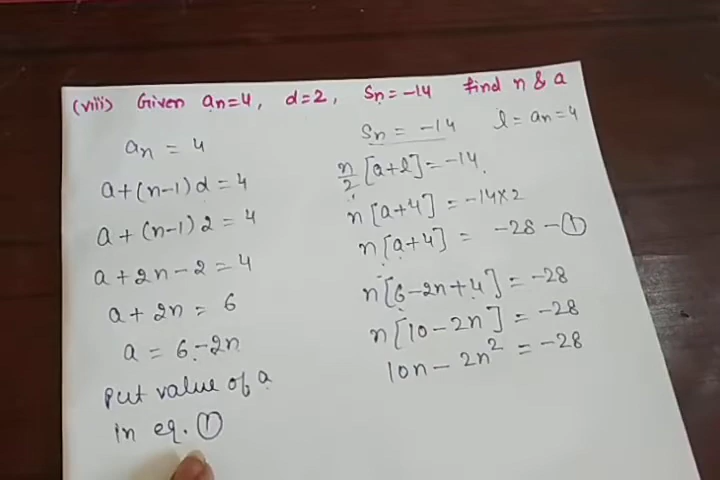 (viii) Given an=4, d=2, Sn=-14 find n & a
an = 4
a+(n-1)d = 4
a+(n-1)2 = 4
a+2n-2 = 4
a+2n = 6
a = 6-2n
put value of a
in eq. ①
Sn = -14 l = an = 4
n/2 [a+l] = -14
n[a+4] = -14×2
n[a+4] = -28 - ①
n[6-2n+4] = -28
n[10-2n] = -28
10n - 2n² = -28